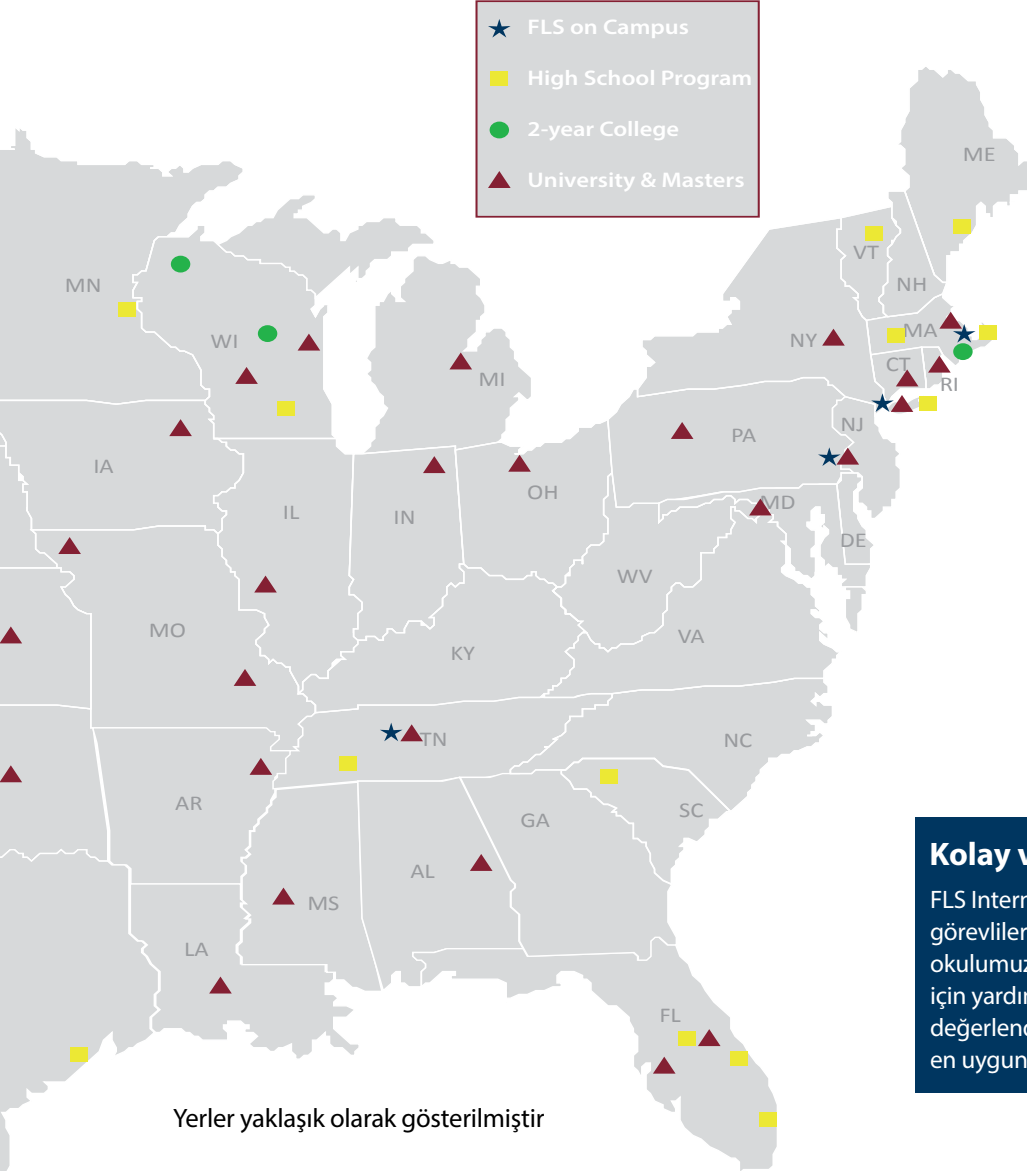 FLS on Campus
High School Program
2-year College
University & Masters
ME
VT
MN
NH
WI
NY
MA
MI
CT
RI
NJ
PA
IA
OH
MD
IL
IN
DE
WV
MO
VA
KY
TN
NC
AR
SC
GA
AL
MS
LA
FL
Kolay v
FLS Intern
görevliler
okulumuz
için yardır
değerlend
en uygun
Yerler yaklaşık olarak gösterilmiştir